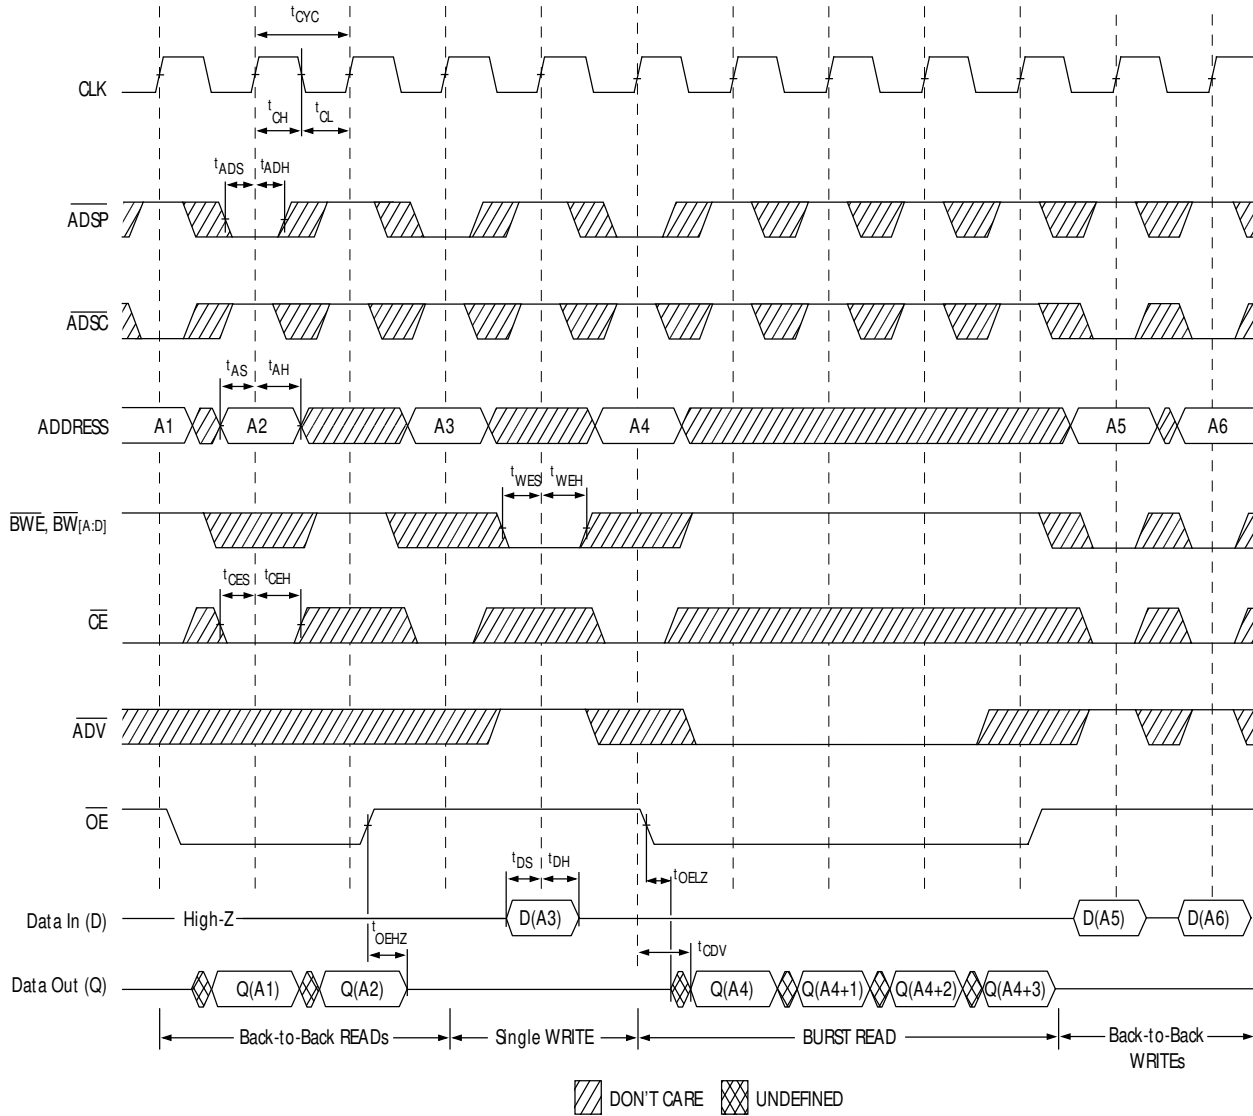 tCYC
CLK
tCH
tCL
tADS
tADH
ADSP
ADSC
tAS
tAH
ADDRESS
A1
A2
A3
A4
A5
A6
tWES
tWEH
BWE, BW[A:D]
tCES
tCEH
CE
ADV
OE
tDS
tDH
tOELZ
Data In (D)
High-Z
D(A3)
D(A5)
D(A6)
tOEHZ
tCDV
Data Out (Q)
Q(A1)
Q(A2)
Q(A4)
Q(A4+1)
Q(A4+2)
Q(A4+3)
Back-to-Back READs
Single WRITE
BURST READ
Back-to-Back
WRITEs
DON'T CARE
UNDEFINED